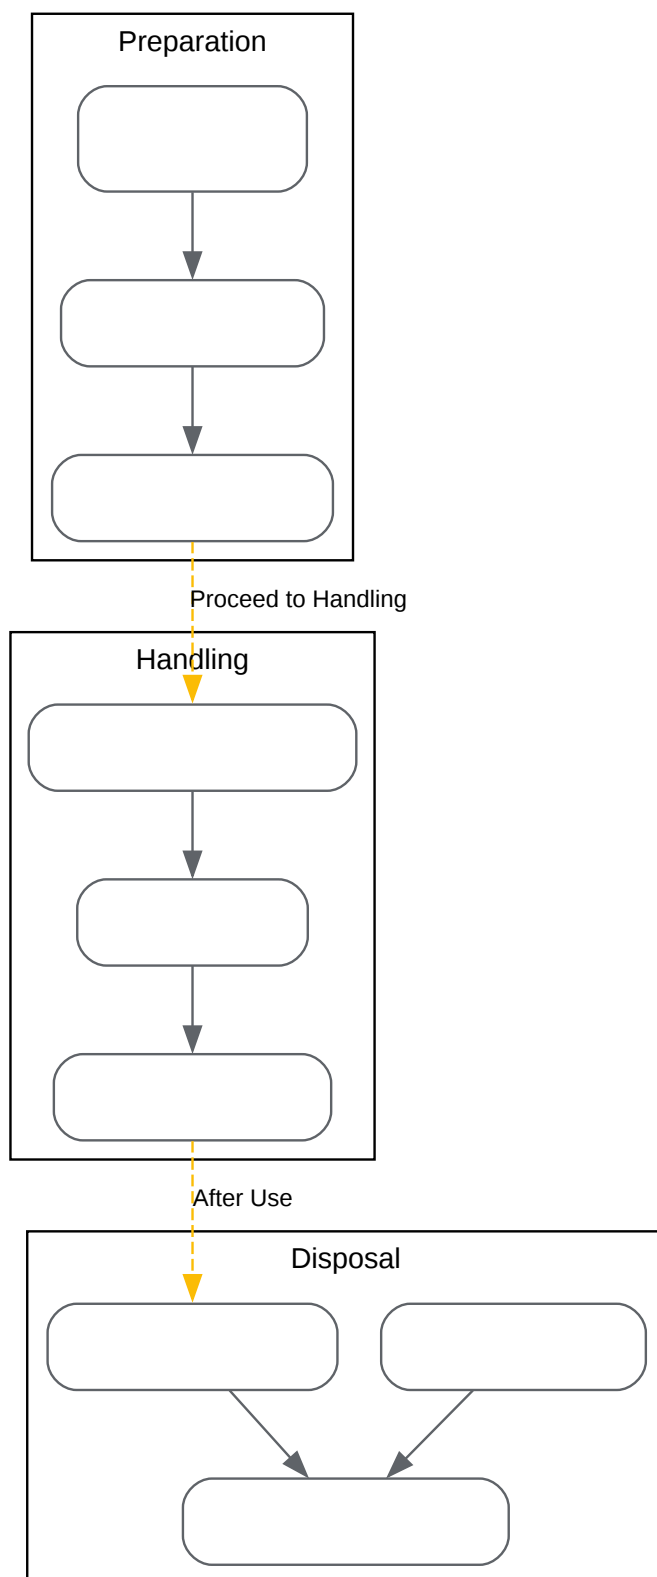 Preparation
Proceed to Handling
Handling
After Use
Disposal